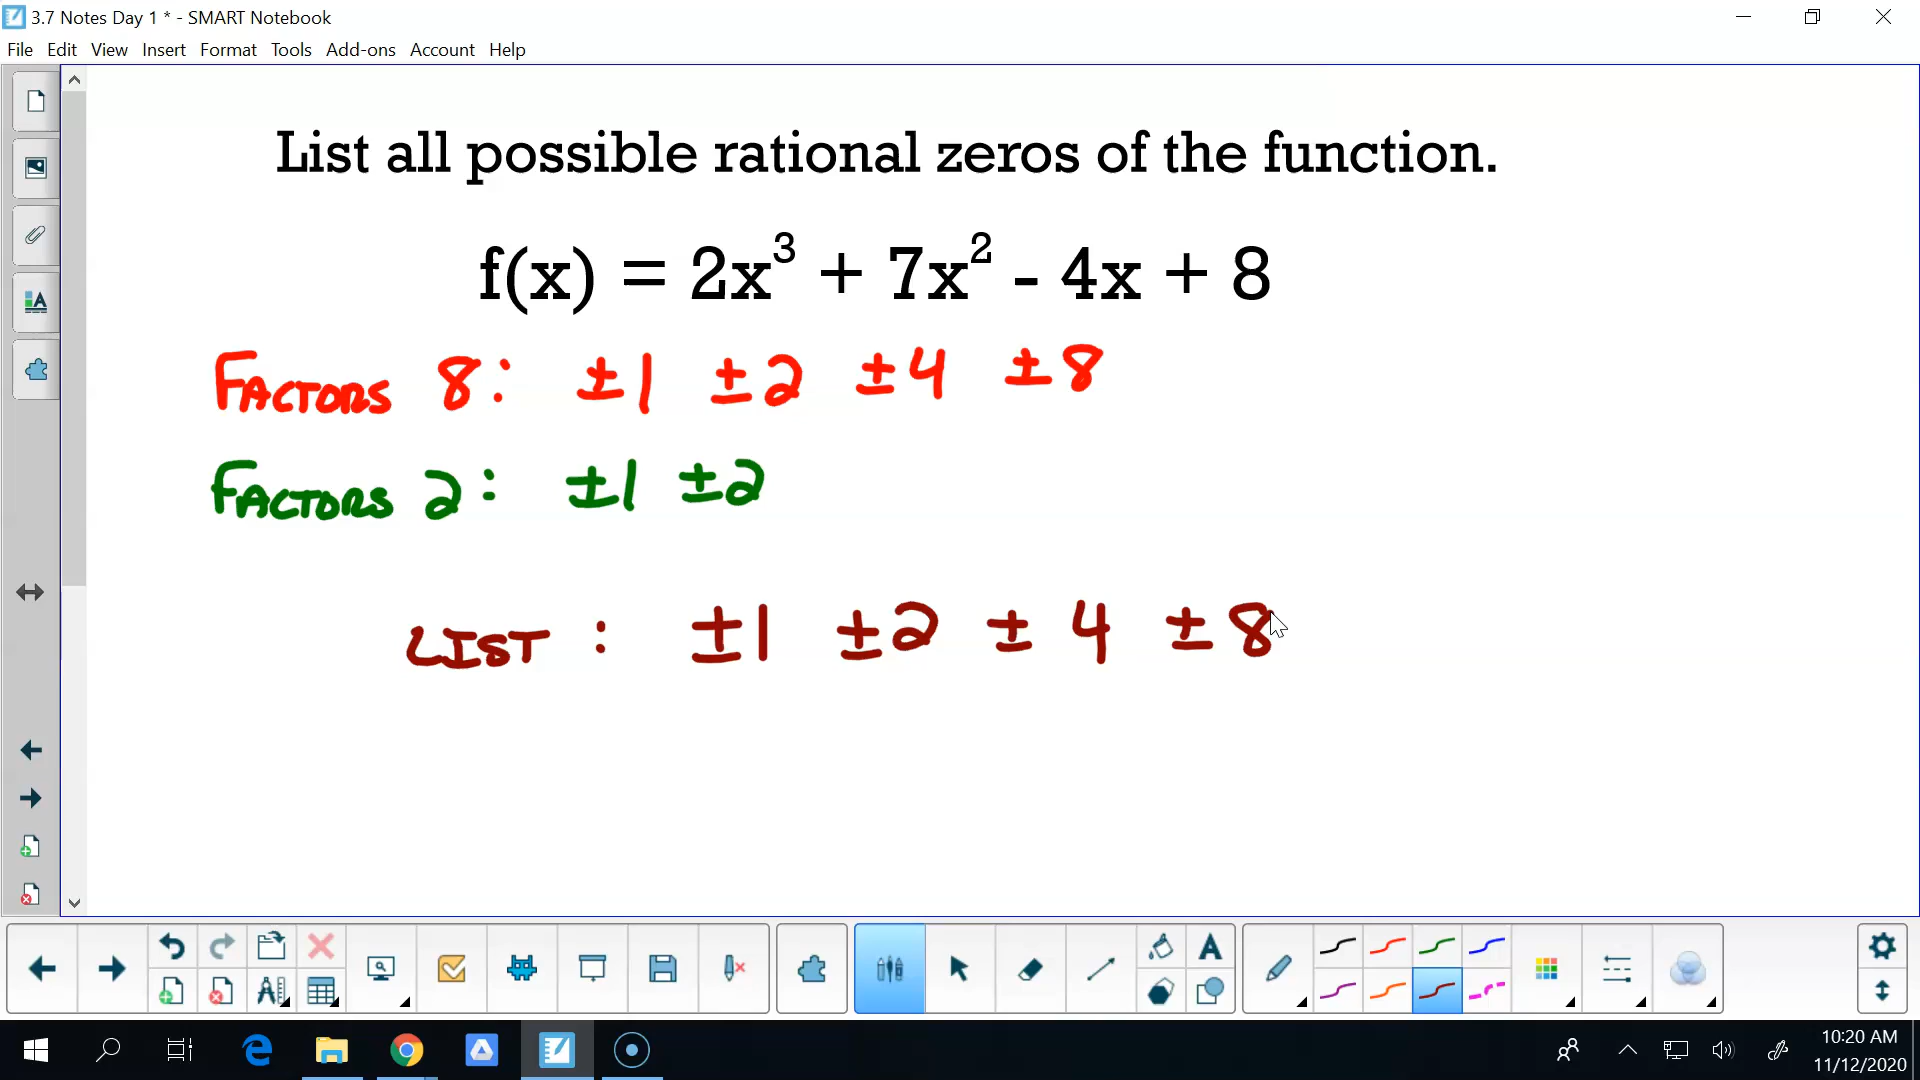 3.7 Notes Day 1 * - SMART Notebook
File Edit View Insert Format Tools Add-ons Account Help
List all possible rational zeros of the function.
f(x) = 2x³ + 7x² - 4x + 8
FACTORS 8: ±1 ±2 ±4 ±8
FACTORS 2: ±1 ±2
LIST: ±1 ±2 ±4 ±8
10:20 AM
11/12/2020